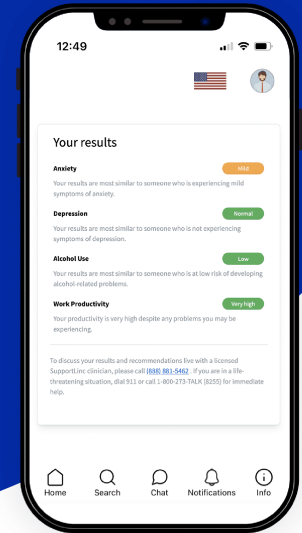 12:49
Your results
Anxiety
Mild
Your results are most similar to someone who is experiencing mild
symptoms of anxiety.
Depression
Normal
Your results are most similar to someone who is not experiencing
symptoms of depression.
Alcohol Use
Low
Your results are most similar to someone who is at low risk of developing
alcohol-related problems.
Work Productivity
Very high
Your productivity is very high despite any problems you may be
experiencing.
To discuss your results and recommendations live with a licensed
SupportLinc clinician, please call (888) 881-5462 . If you are in a life-
threatening situation, dial 911 or call 1-800-273-TALK (8255) for immediate
help.
Home Search Chat Notifications Info